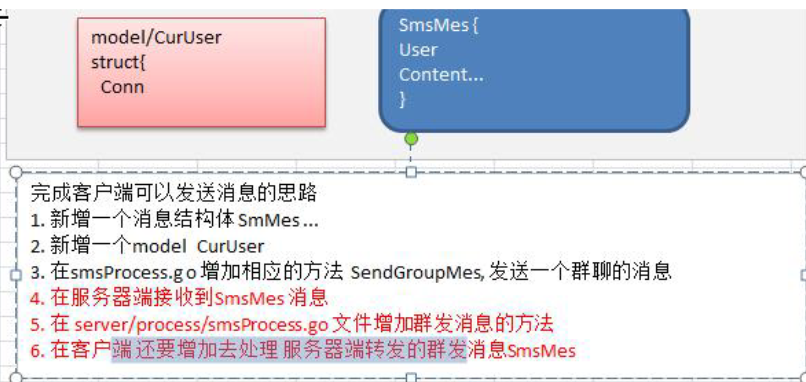 model/CurUser
struct{
Conn
SmsMes {
User
Content...
}
完成客户端可以发送消息的思路
1. 新增一个消息结构体 SmMes ...
2. 新增一个model CurUser
3. 在smsProcess.go 增加相应的方法 SendGroupMes, 发送一个群聊的消息
4. 在服务器端接收到SmsMes 消息
5. 在 server/process/smsProcess.go 文件增加群发消息的方法
6. 在客户端 还要增加去处理 服务器端转发的群发消息SmsMes